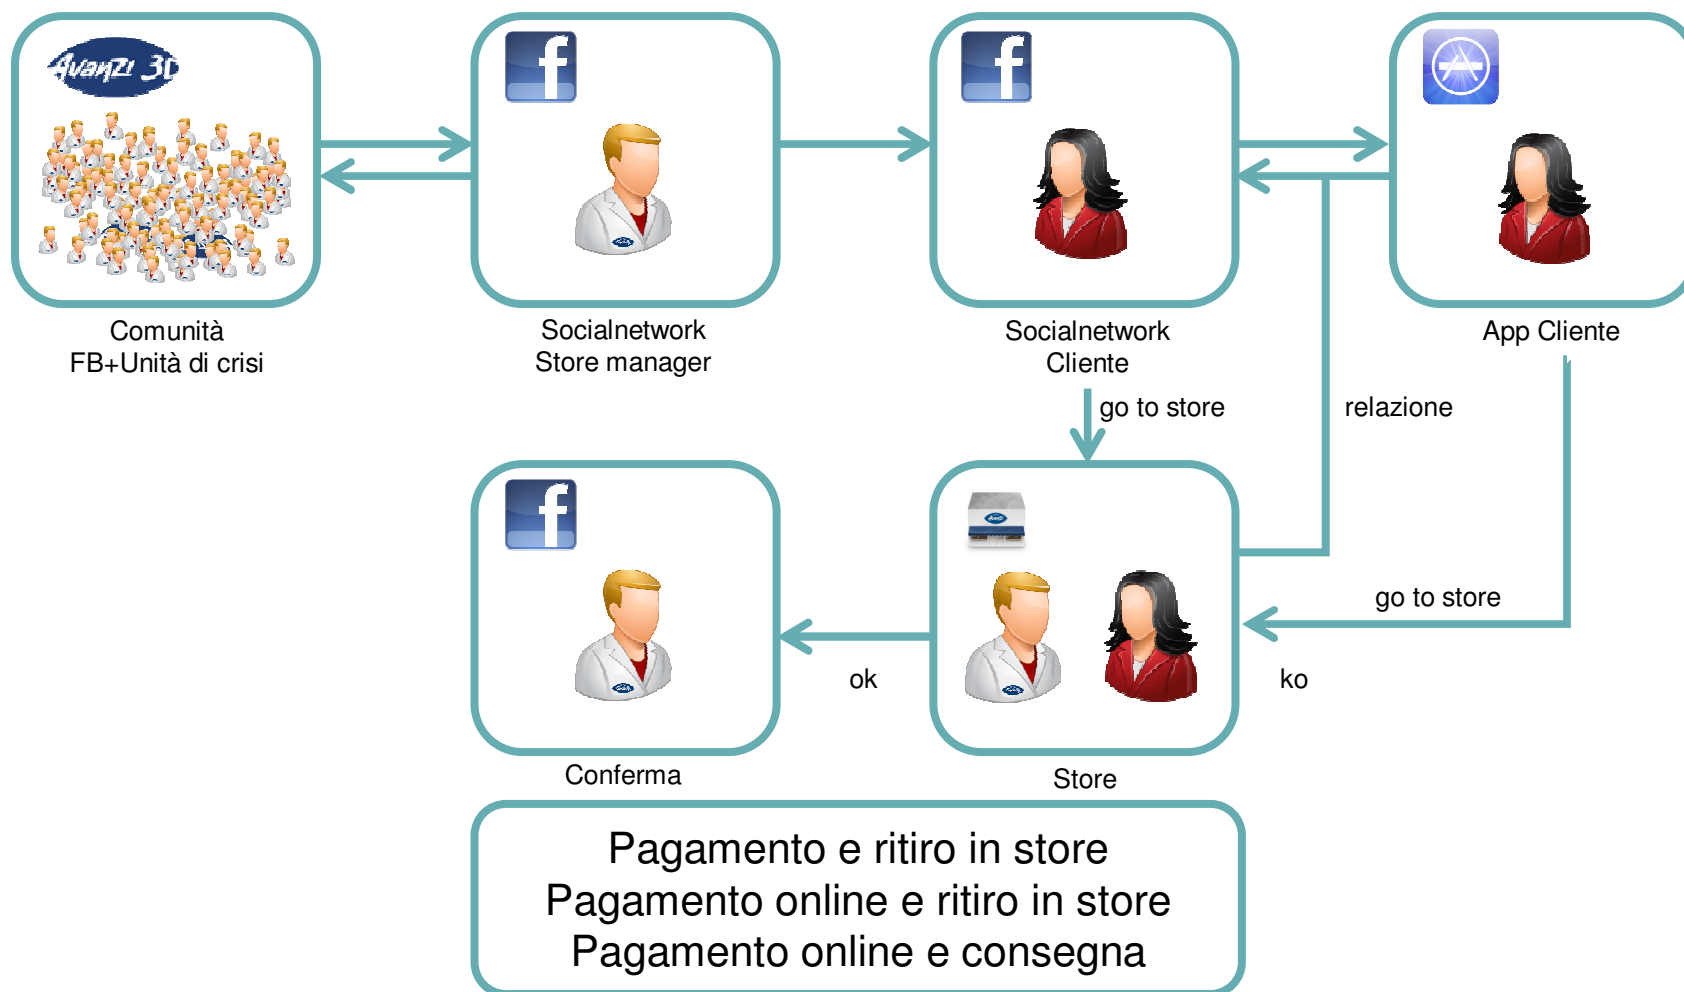 Avanzi 3D
f
f
Comunità
FB+Unità di crisi
Socialnetwork
Store manager
Socialnetwork
Cliente
App Cliente
go to store
relazione
f
Avanzi
go to store
ok
ko
Conferma
Store
Pagamento e ritiro in store
Pagamento online e ritiro in store
Pagamento online e consegna